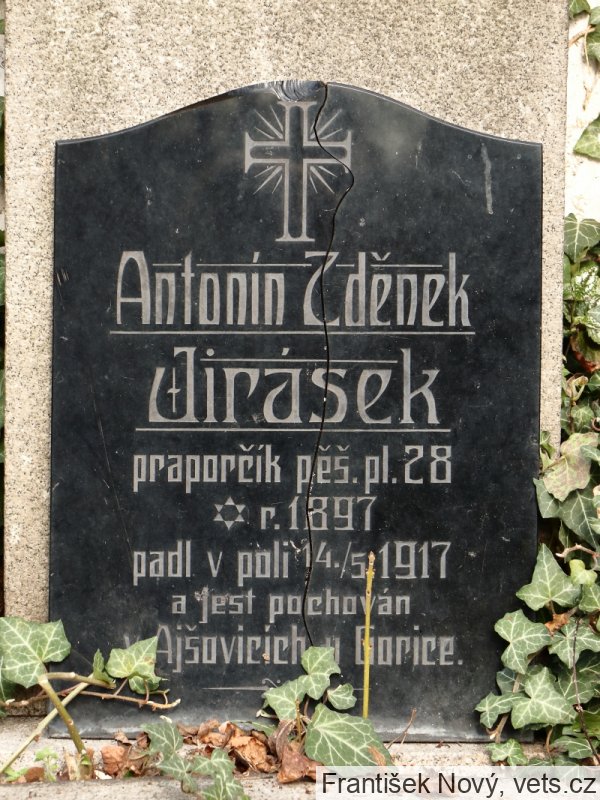 Antonín Zděnek
Jirásek
praporčík pěš. pl. 28
✡ r. 1897
padl v poli 14./5. 1917
a jest pochován
v Ajšovicích u Gorice.
František Nový, vets.cz